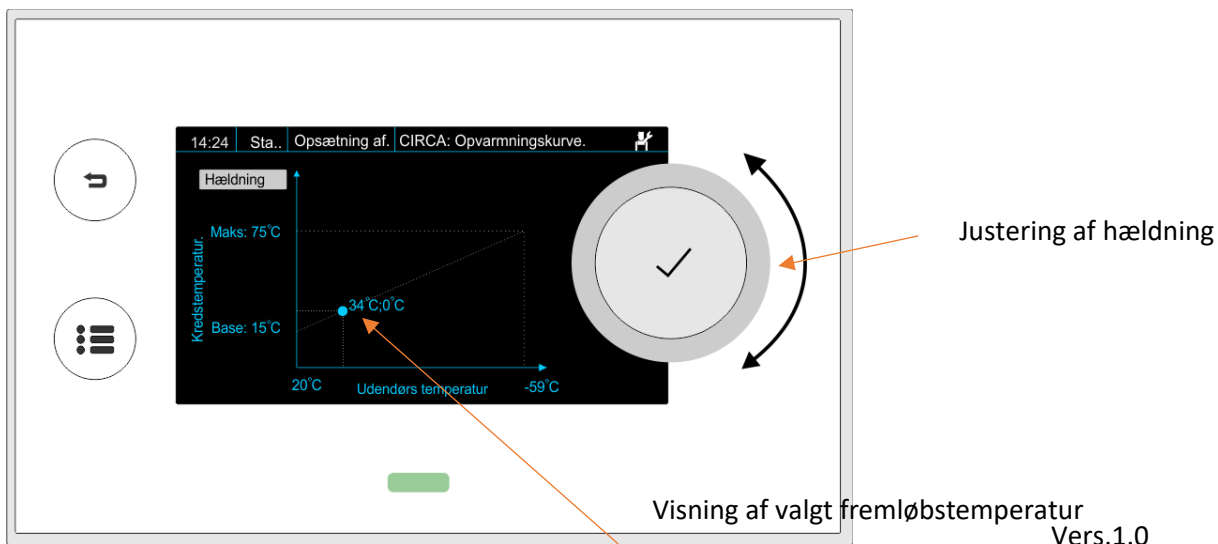 14:24 Sta.. Opsætning af. CIRCA: Opvarmningskurve.
Hældning
Maks: 75°C
Kredstemperatur.
34°C;0°C
Base: 15°C
20°C Udendørs temperatur -59°C
Justering af hældning
Visning af valgt fremløbstemperatur
Vers.1.0